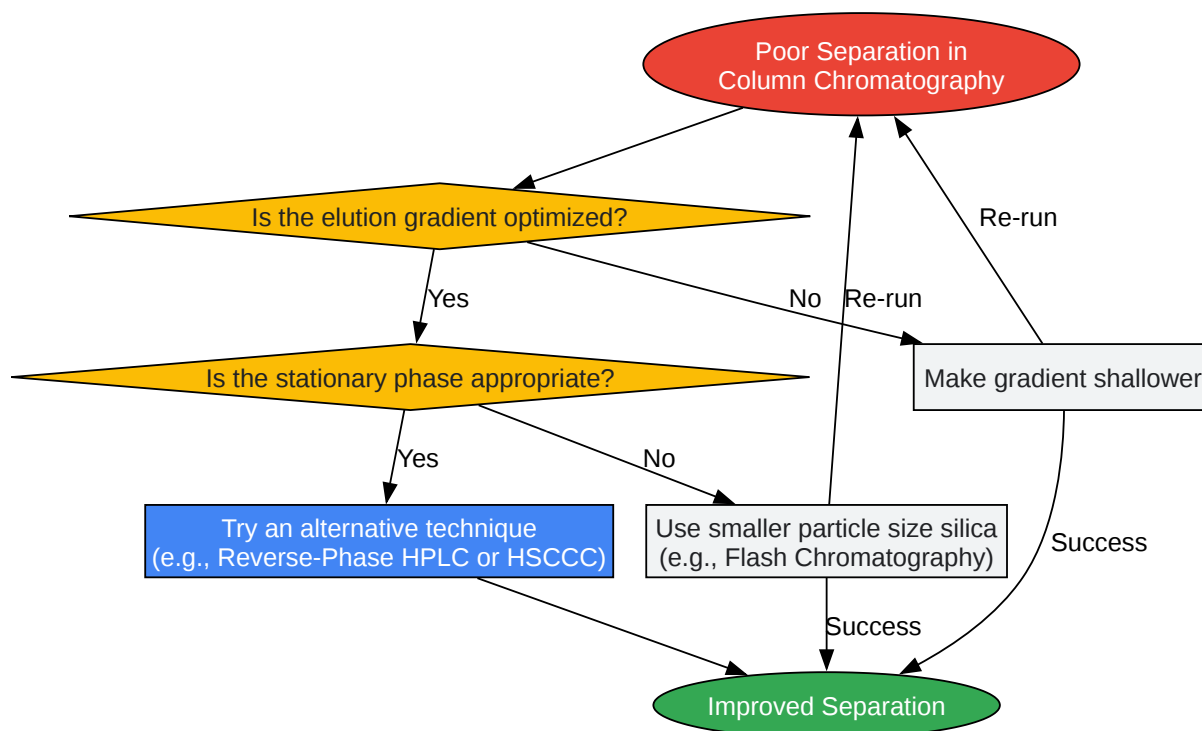 Poor Separation in
Column Chromatography
Is the elution gradient optimized?
Re-run
Yes
No
Re-run
Is the stationary phase appropriate?
Make gradient shallower
Yes
No
Try an alternative technique
(e.g., Reverse-Phase HPLC or HSCCC)
Use smaller particle size silica
(e.g., Flash Chromatography)
Success
Success
Improved Separation